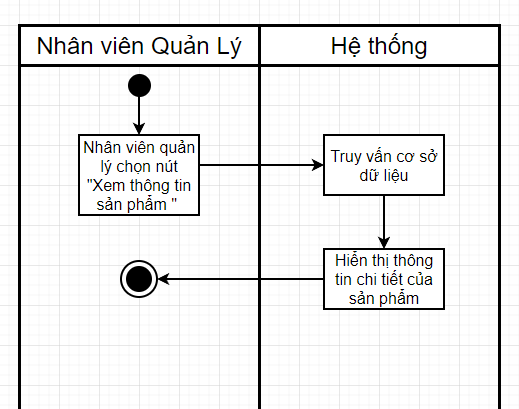 Nhân viên Quản Lý
Hệ thống
Nhân viên quản
lý chọn nút
"Xem thông tin
sản phẩm "
Truy vấn cơ sở
dữ liệu
Hiển thị thông
tin chi tiết của
sản phẩm